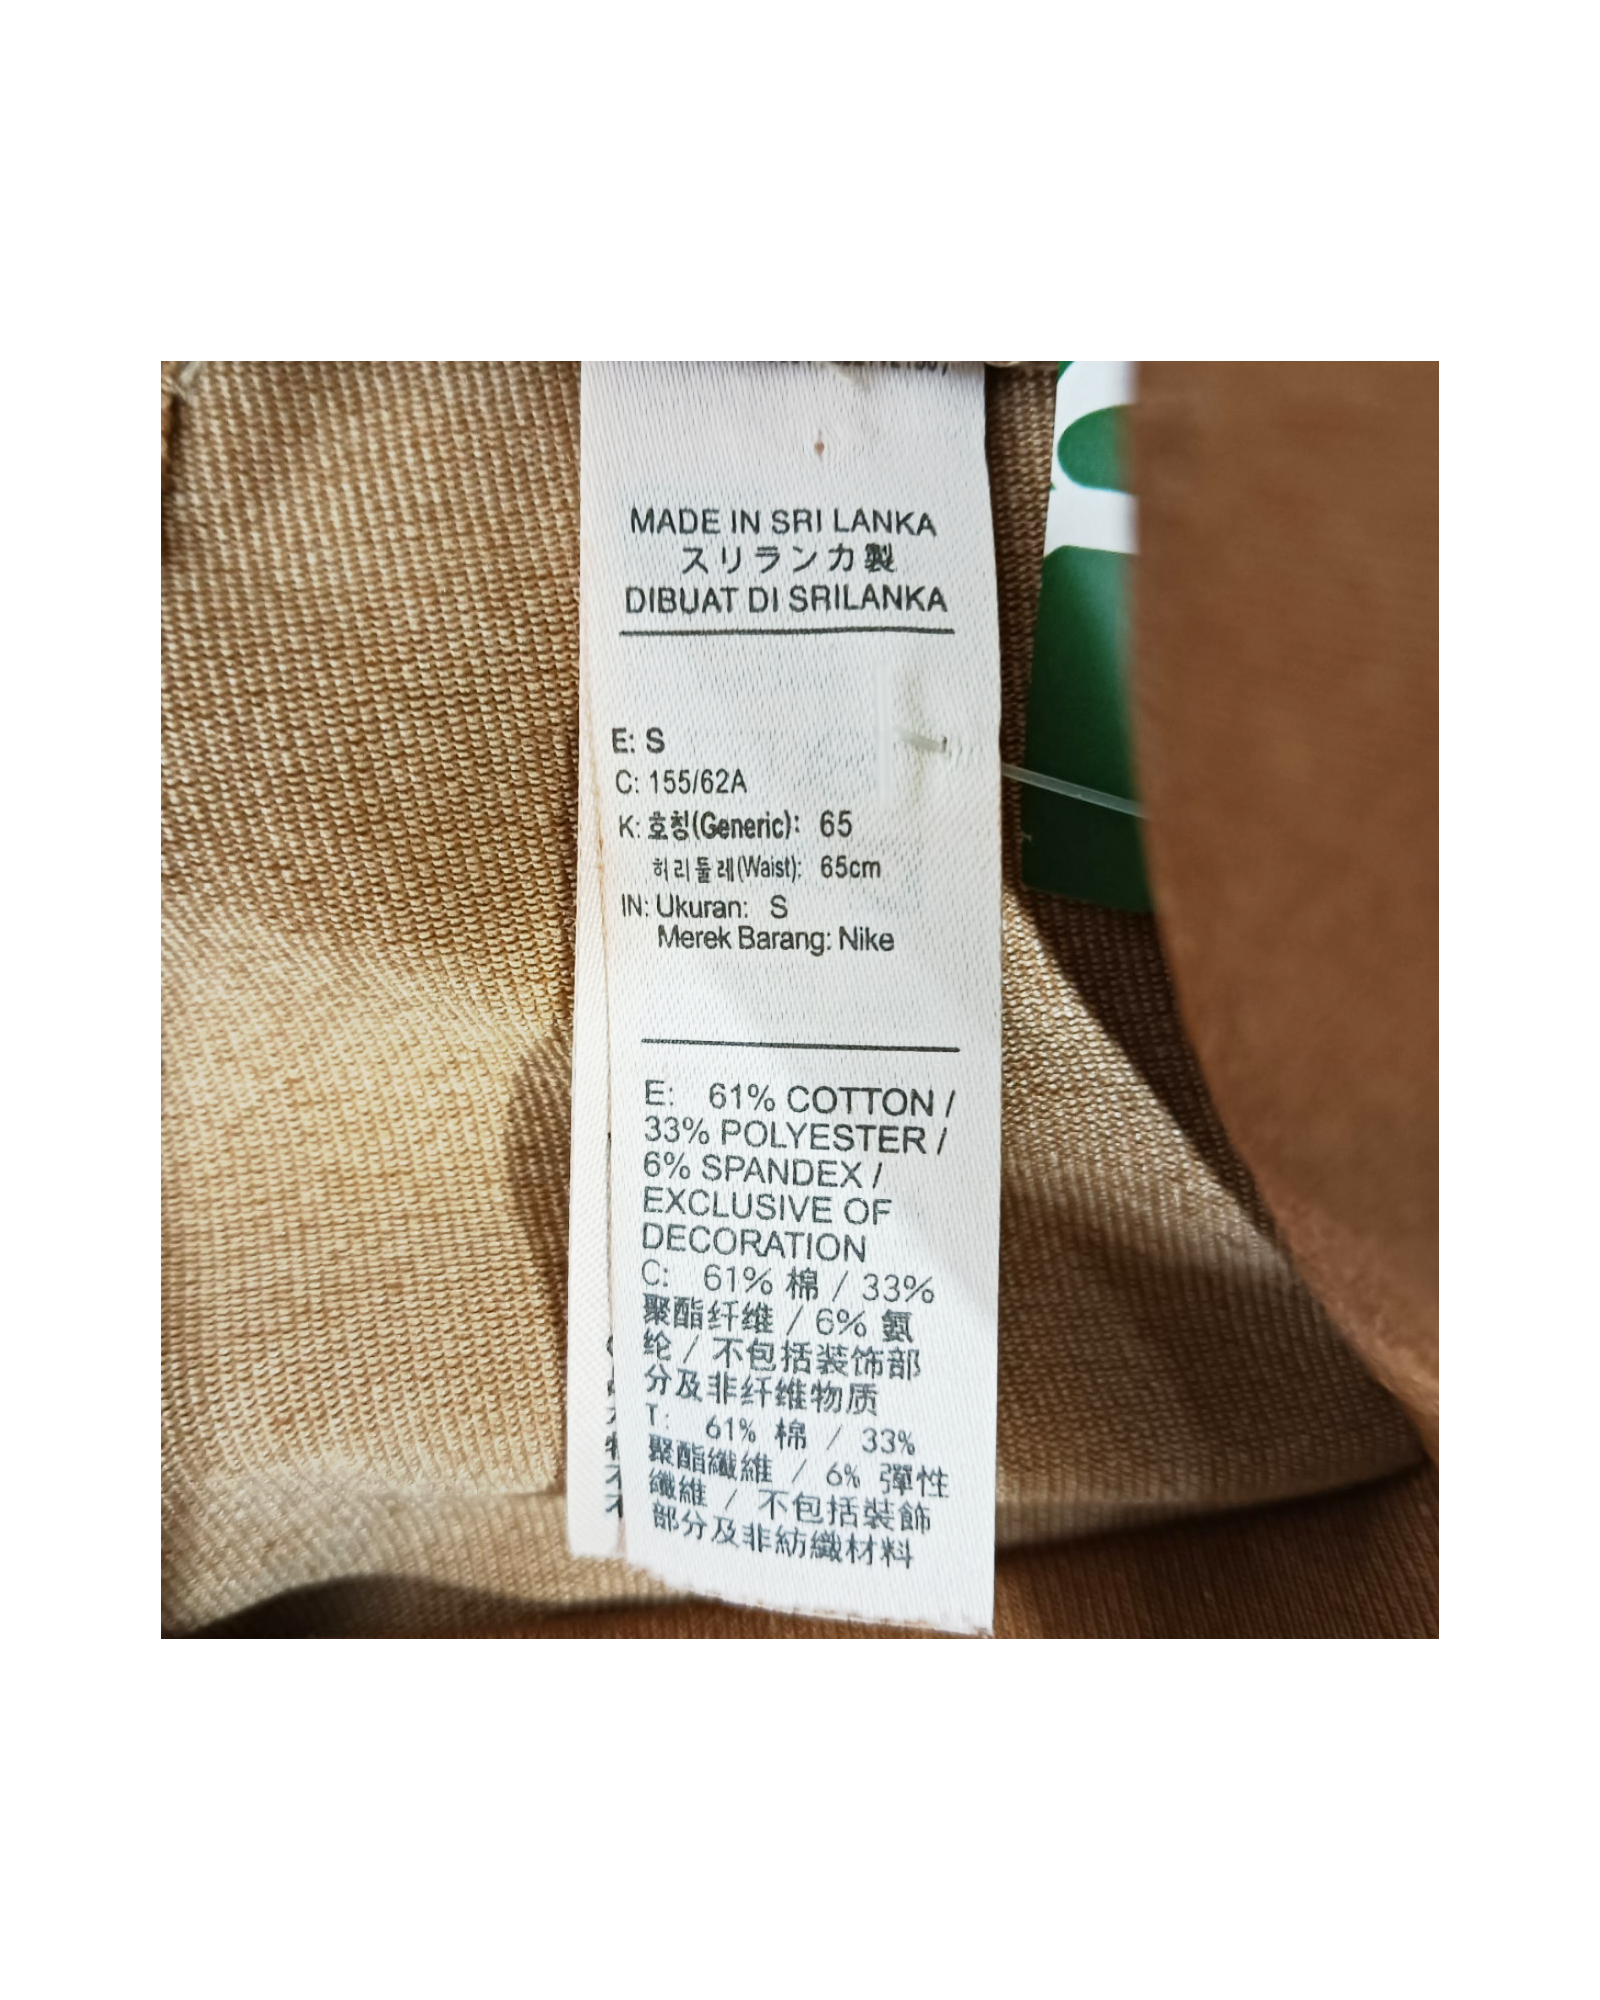 MADE IN SRI LANKA
スリランカ製
DIBUAT DI SRILANKA
E: S
C: 155/62A
K: 호칭(Generic): 65
허리둘레(Waist): 65cm
IN: Ukuran: S
Merek Barang: Nike
E: 61% COTTON /
33% POLYESTER /
6% SPANDEX /
EXCLUSIVE OF
DECORATION
C: 61% 棉 / 33%
聚酯纤维 / 6% 氨
纶 / 不包括装饰部
分及非纤维物质
T: 61% 棉 / 33%
聚酯纖維 / 6% 彈性
纖維 / 不包括裝飾
部分及非紡織材料